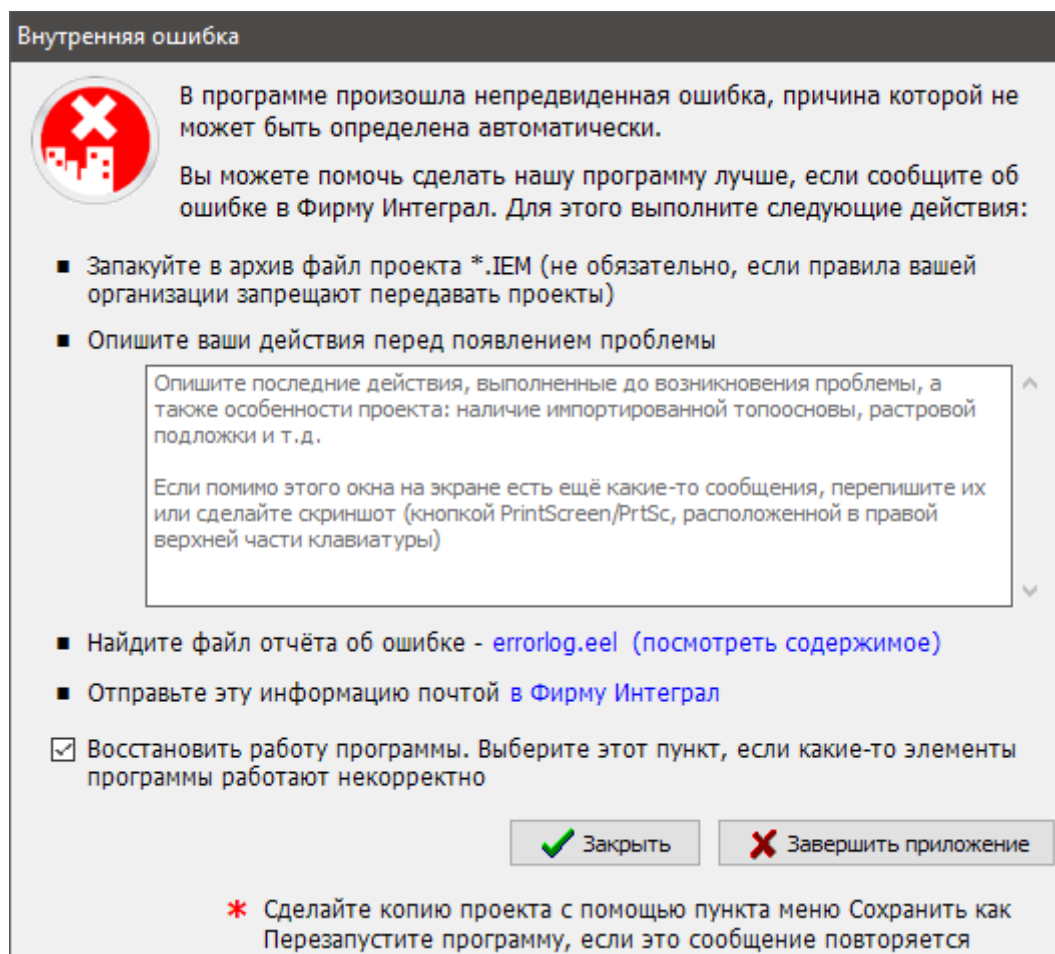 Внутренняя ошибка
В программе произошла непредвиденная ошибка, причина которой не
может быть определена автоматически.
Вы можете помочь сделать нашу программу лучше, если сообщите об
ошибке в Фирму Интеграл. Для этого выполните следующие действия:
■ Запакуйте в архив файл проекта *.IEM (не обязательно, если правила вашей
организации запрещают передавать проекты)
■ Опишите ваши действия перед появлением проблемы
Опишите последние действия, выполненные до возникновения проблемы, а
также особенности проекта: наличие импортированной топоосновы, растровой
подложки и т.д.
Если помимо этого окна на экране есть ещё какие-то сообщения, перепишите их
или сделайте скриншот (кнопкой PrintScreen/PrtSc, расположенной в правой
верхней части клавиатуры)
■ Найдите файл отчёта об ошибке - errorlog.eel (посмотреть содержимое)
■ Отправьте эту информацию почтой в Фирму Интеграл
Восстановить работу программы. Выберите этот пункт, если какие-то элементы
программы работают некорректно
Закрыть
Завершить приложение
* Сделайте копию проекта с помощью пункта меню Сохранить как
Перезапустите программу, если это сообщение повторяется